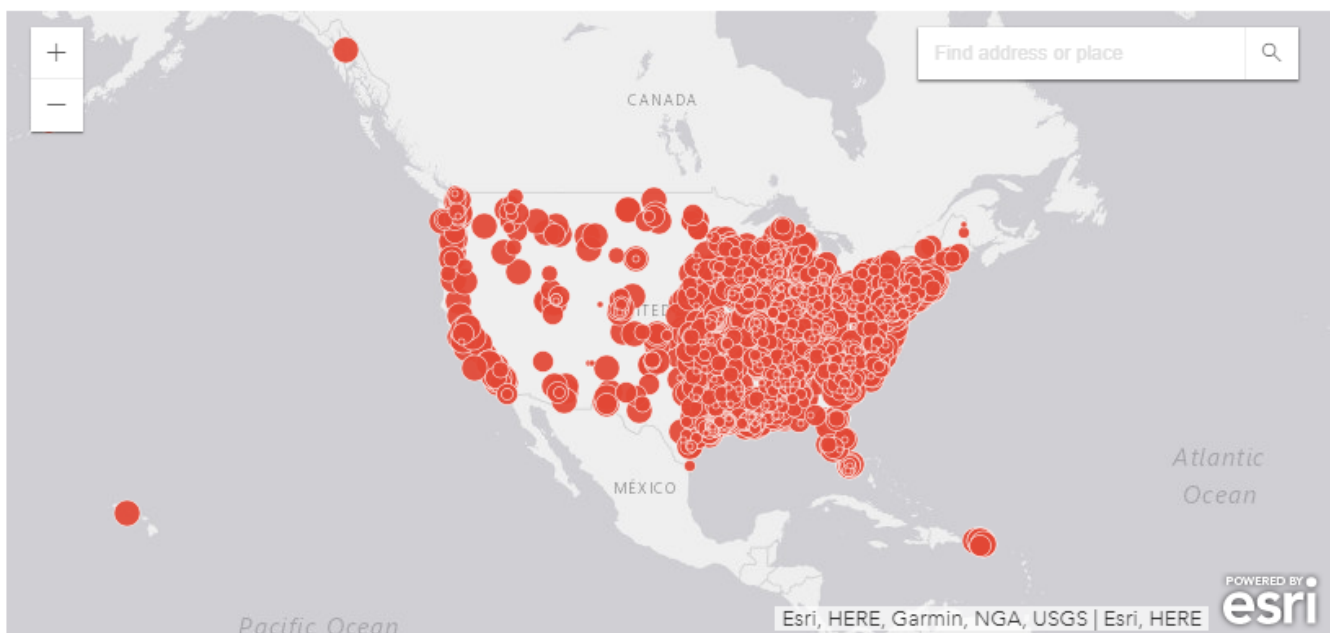 +
Find address or place
−
CANADA
UNITED
MÉXICO
Atlantic
Ocean
Pacific Ocean
POWERED BY
esri
Esri, HERE, Garmin, NGA, USGS | Esri, HERE